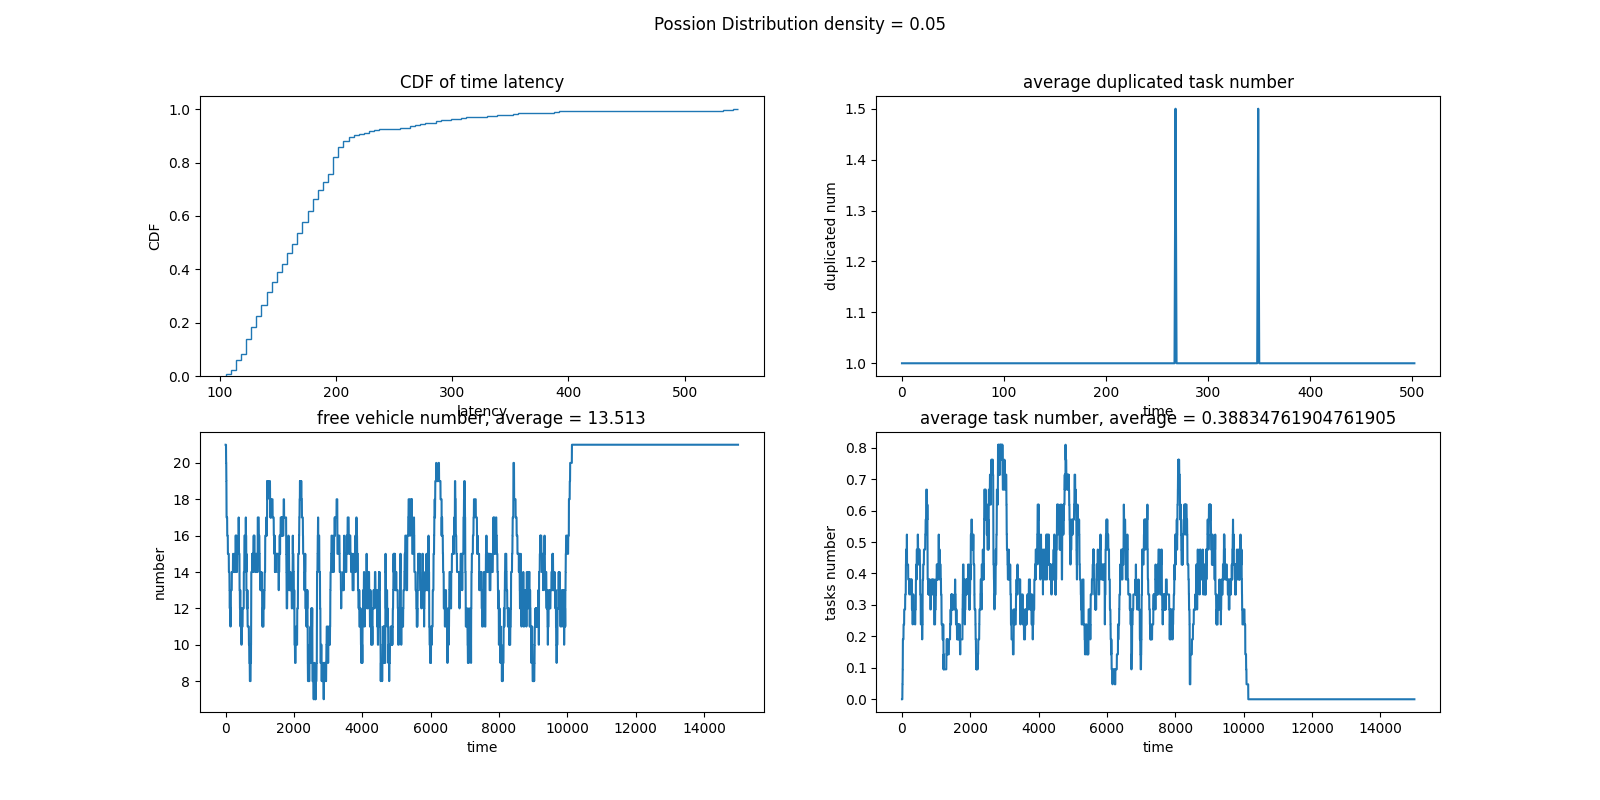 Possion Distribution density = 0.05
CDF of time latency
CDF
1.0
0.8
0.6
0.4
0.2
0.0
100 200 300 400 500
latency
average duplicated task number
duplicated num
1.5
1.4
1.3
1.2
1.1
1.0
0 100 200 300 400 500
time
free vehicle number, average = 13.513
number
20
18
16
14
12
10
8
0 2000 4000 6000 8000 10000 12000 14000
time
average task number, average = 0.38834761904761905
tasks number
0.8
0.7
0.6
0.5
0.4
0.3
0.2
0.1
0.0
0 2000 4000 6000 8000 10000 12000 14000
time